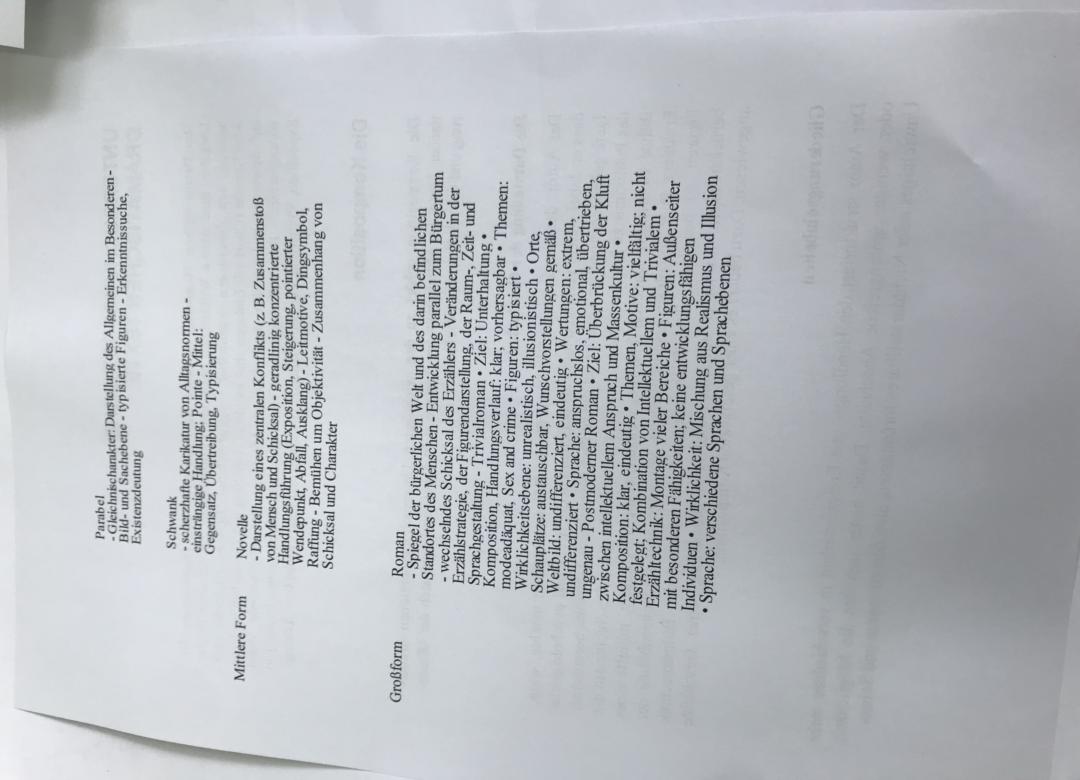 Parabel
- Gleichnischarakter: Darstellung des Allgemeinen im Besonderen -
Bild- und Sachebene - typisierte Figuren - Erkenntnissuche,
Existenzdeutung
Schwank
- scherzhafte Karikatur von Alltagsnormen -
einsträngige Handlung; Pointe - Mittel:
Gegensatz, Übertreibung, Typisierung
Mittlere Form Novelle
- Darstellung eines zentralen Konflikts (z. B. Zusammenstoß
von Mensch und Schicksal) - geradlinig konzentrierte
Handlungsführung (Exposition, Steigerung, pointierter
Wendepunkt, Abfall, Ausklang) - Leitmotive, Dingsymbol,
Raffung - Bemühen um Objektivität - Zusammenhang von
Schicksal und Charakter
Großform Roman
- Spiegel der bürgerlichen Welt und des darin befindlichen
Standortes des Menschen - Entwicklung parallel zum Bürgertum
- wechselndes Schicksal des Erzählers - Veränderungen in der
Erzählstrategie, der Figurendarstellung, der Raum-, Zeit- und
Sprachgestaltung - Trivialroman • Ziel: Unterhaltung •
Komposition, Handlungsverlauf: klar; vorhersagbar • Themen:
modeadäquat, Sex and crime • Figuren: typisiert •
Wirklichkeitsebene: unrealistisch, illusionistisch • Orte,
Schauplätze: austauschbar, Wunschvorstellungen gemäß •
Weltbild: undifferenziert, eindeutig • Wertungen: extrem,
undifferenziert • Sprache: anspruchslos, emotional, übertrieben,
ungenau - Postmoderner Roman • Ziel: Überbrückung der Kluft
zwischen intellektuellem Anspruch und Massenkultur •
Komposition: klar, eindeutig • Themen, Motive: vielfältig; nicht
festgelegt; Kombination von Intellektuellem und Trivialem •
Erzähltechnik: Montage vieler Bereiche • Figuren: Außenseiter
mit besonderen Fähigkeiten; keine entwicklungsfähigen
Individuen • Wirklichkeit: Mischung aus Realismus und Illusion
• Sprache: verschiedene Sprachen und Sprachebenen